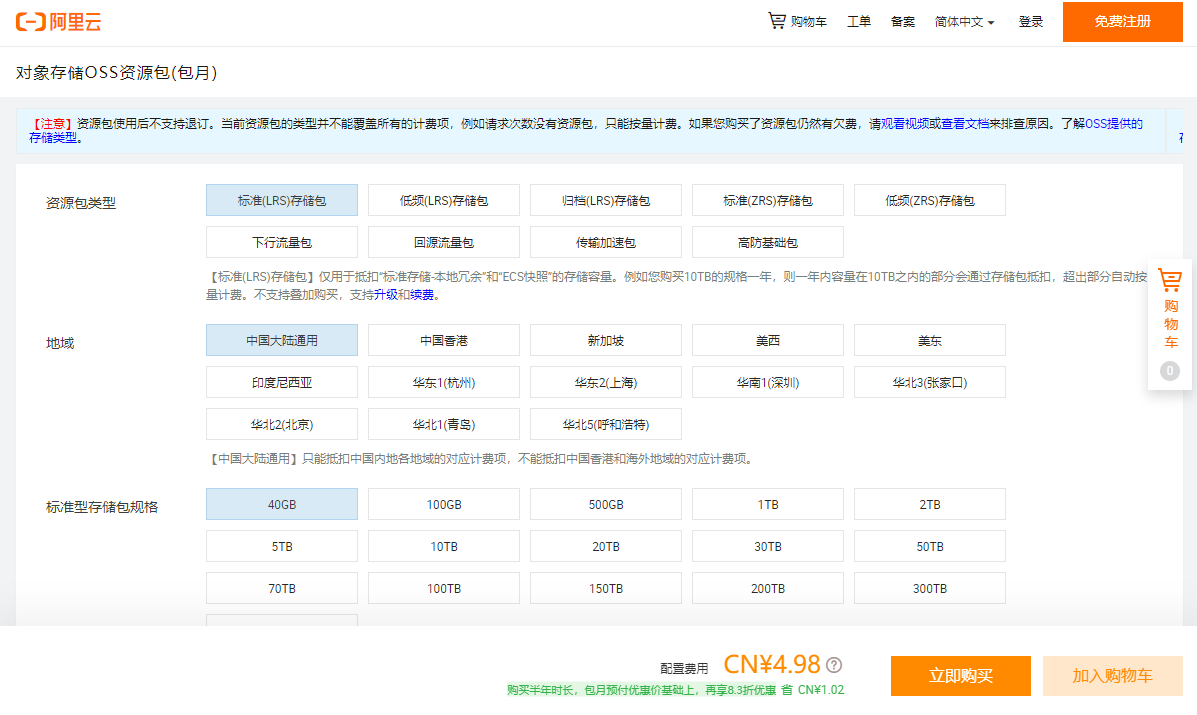 阿里云 购物车 工单 备案 简体中文 登录 免费注册
对象存储OSS资源包(包月)
【注意】资源包使用后不支持退订。当前资源包的类型并不能覆盖所有的计费项，例如请求次数没有资源包，只能按量计费。如果您购买了资源包仍然有欠费，请观看视频或查看文档来排查原因。了解OSS提供的
存储类型。
资源包类型 标准(LRS)存储包 低频(LRS)存储包 归档(LRS)存储包 标准(ZRS)存储包 低频(ZRS)存储包
下行流量包 回源流量包 传输加速包 高防基础包
【标准(LRS)存储包】仅用于抵扣“标准存储-本地冗余”和“ECS快照”的存储容量。例如您购买10TB的规格一年，则一年内容量在10TB之内的部分会通过存储包抵扣，超出部分自动按
量计费。不支持叠加购买，支持升级和续费。
购
物
车
0
地域 中国大陆通用 中国香港 新加坡 美西 美东
印度尼西亚 华东1(杭州) 华东2(上海) 华南1(深圳) 华北3(张家口)
华北2(北京) 华北1(青岛) 华北5(呼和浩特)
【中国大陆通用】只能抵扣中国内地各地域的对应计费项，不能抵扣中国香港和海外地域的对应计费项。
标准型存储包规格 40GB 100GB 500GB 1TB 2TB
5TB 10TB 20TB 30TB 50TB
70TB 100TB 150TB 200TB 300TB
配置费用 CN¥4.98 ? 立即购买 加入购物车
购买半年时长，包月预付优惠价基础上，再享8.3折优惠 省 CN¥1.02